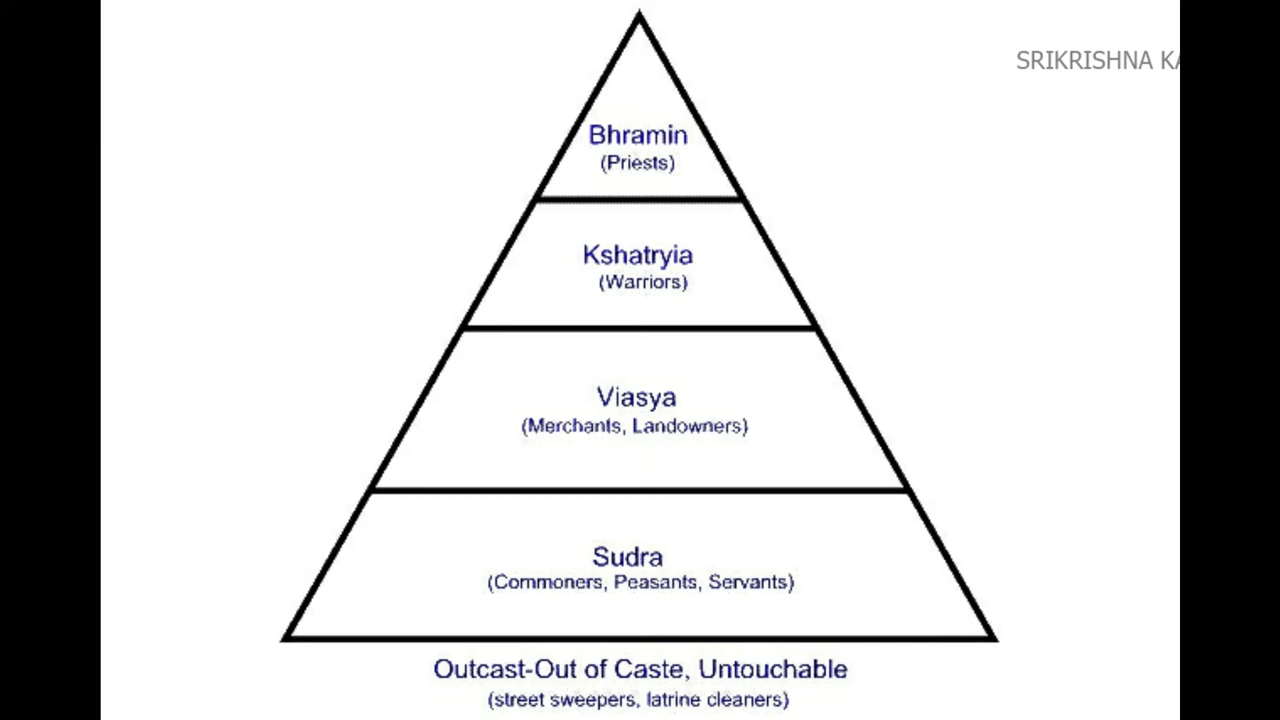 SRIKRISHNA KA
Bhramin
(Priests)
Kshatryia
(Warriors)
Viasya
(Merchants, Landowners)
Sudra
(Commoners, Peasants, Servants)
Outcast-Out of Caste, Untouchable
(street sweepers, latrine cleaners)